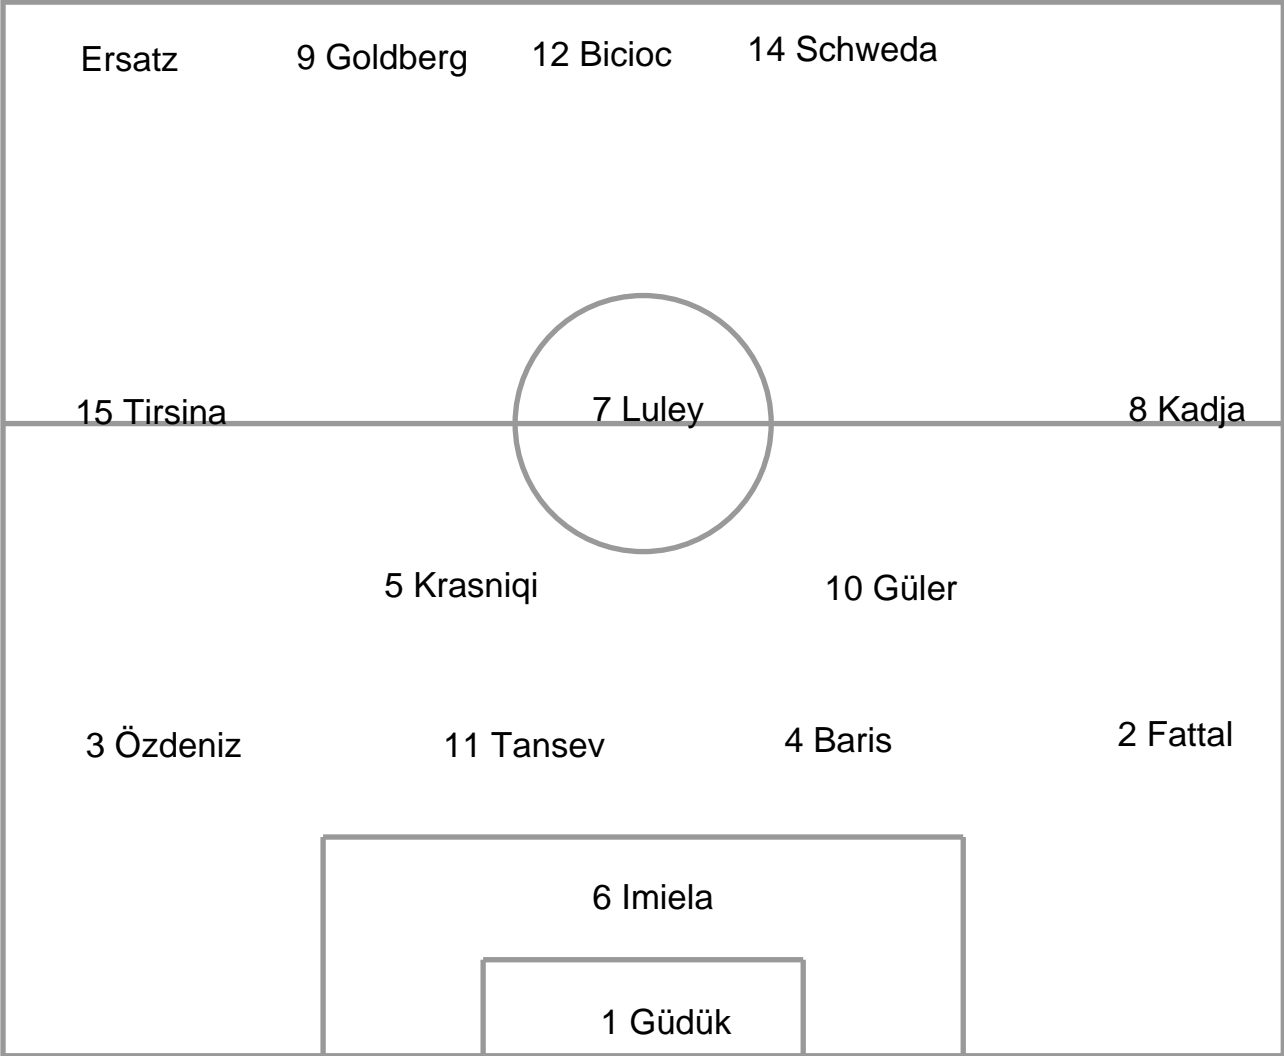 Ersatz 9 Goldberg 12 Bicioc 14 Schweda
15 Tirsina 7 Luley 8 Kadja
5 Krasniqi 10 Güler
3 Özdeniz 11 Tansev 4 Baris 2 Fattal
6 Imiela
1 Güdük